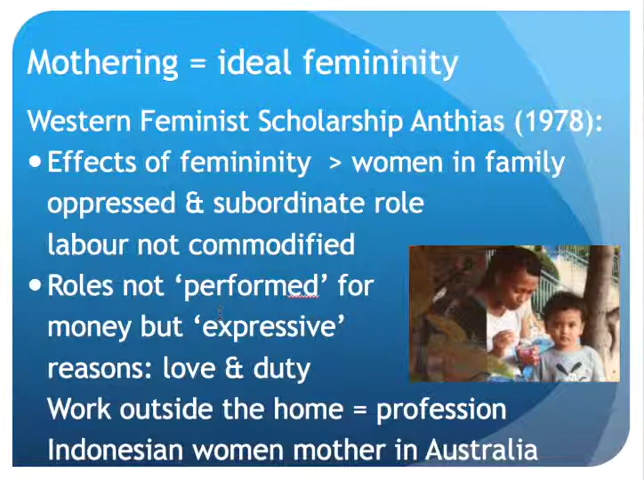 Mothering = ideal femininity
Western Feminist Scholarship Anthias (1978):
•Effects of femininity > women in family
oppressed & subordinate role
labour not commodified
•Roles not ‘performed’ for
money but ‘expressive’
reasons: love & duty
Work outside the home = profession
Indonesian women mother in Australia